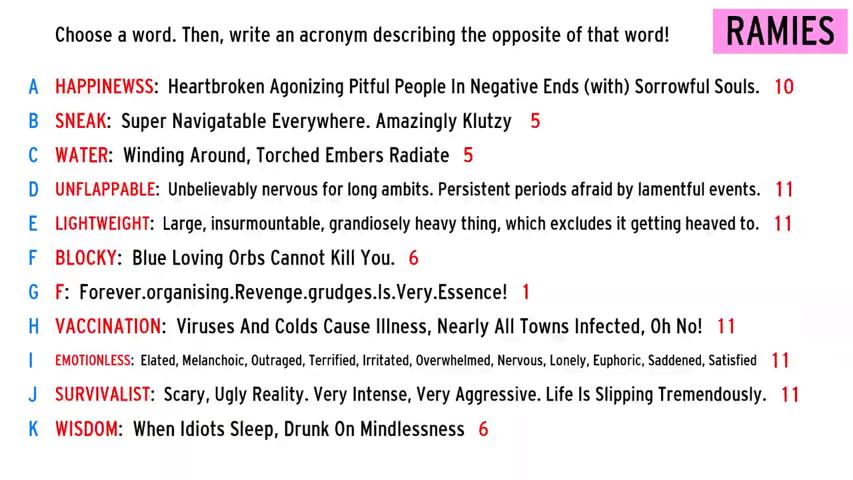 Choose a word. Then, write an acronym describing the opposite of that word!
RAMIES
A HAPPINEWSS: Heartbroken Agonizing Pitful People In Negative Ends (with) Sorrowful Souls. 10
B SNEAK: Super Navigatable Everywhere. Amazingly Klutzy 5
C WATER: Winding Around, Torched Embers Radiate 5
D UNFLAPPABLE: Unbelievably nervous for long ambits. Persistent periods afraid by lamentful events. 11
E LIGHTWEIGHT: Large, insurmountable, grandiosely heavy thing, which excludes it getting heaved to. 11
F BLOCKY: Blue Loving Orbs Cannot Kill You. 6
G F: Forever.organising.Revenge.grudges.Is.Very.Essence! 1
H VACCINATION: Viruses And Colds Cause Illness, Nearly All Towns Infected, Oh No! 11
I EMOTIONLESS: Elated, Melanchoic, Outraged, Terrified, Irritated, Overwhelmed, Nervous, Lonely, Euphoric, Saddened, Satisfied 11
J SURVIVALIST: Scary, Ugly Reality. Very Intense, Very Aggressive. Life Is Slipping Tremendously. 11
K WISDOM: When Idiots Sleep, Drunk On Mindlessness 6